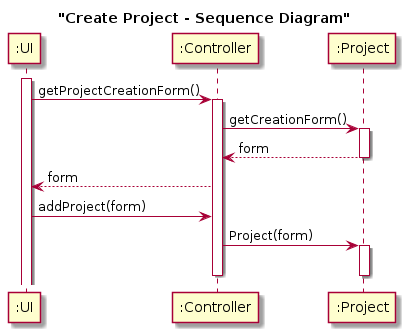 "Create Project - Sequence Diagram"
:UI
:Controller
:Project
getProjectCreationForm()
getCreationForm()
form
form
addProject(form)
Project(form)
:UI
:Controller
:Project